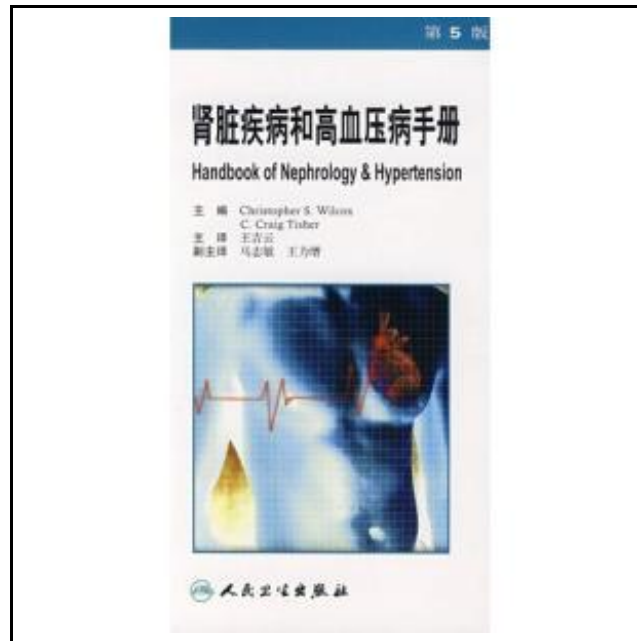 第 5 版
肾脏疾病和高血压病手册
Handbook of Nephrology & Hypertension
主 编 Christopher S. Wilcox
C. Craig Tisher
主 译 王吉云
副主译 马志敏 王力增
人民卫生出版社